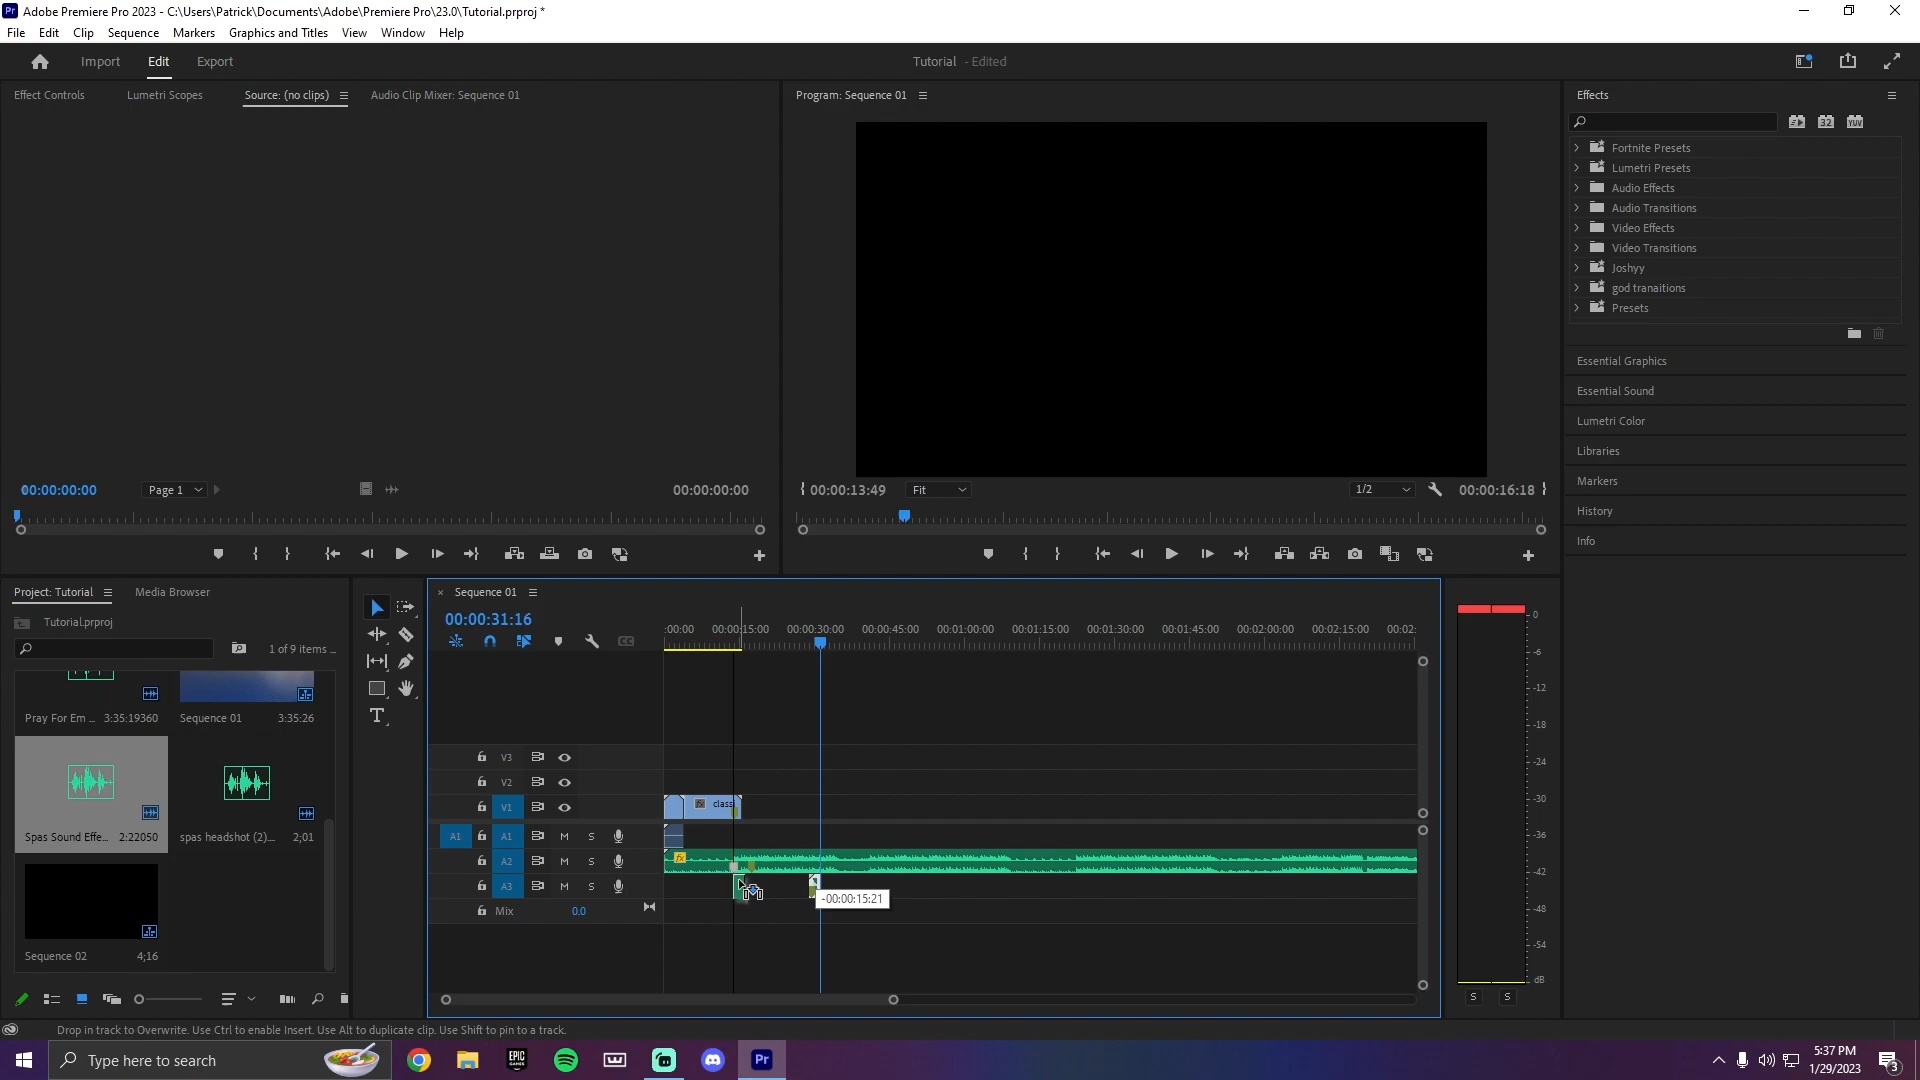 Adobe Premiere Pro 2023 - C:\Users\Patrick\Documents\Adobe\Premiere Pro\23.0\Tutorial.prproj *
File Edit Clip Sequence Markers Graphics and Titles View Window Help
Import Edit Export
Tutorial - Edited
Effect Controls Lumetri Scopes Source: (no clips) Audio Clip Mixer: Sequence 01
Program: Sequence 01
Effects
32 YUV
Fortnite Presets
Lumetri Presets
Audio Effects
Audio Transitions
Video Effects
Video Transitions
Joshyy
god tranaitions
Presets
Essential Graphics
Essential Sound
Lumetri Color
Libraries
Markers
History
Info
00:00:00:00 Page 1 00:00:00:00
00:00:13:49 Fit 1/2 00:00:16:18
Project: Tutorial Media Browser
Tutorial.prproj
1 of 9 items ...
Pray For Em ... 3:35:19360
Sequence 01 3:35:26
Spas Sound Effe... 2:22050
spas headshot (2).... 2;01
Sequence 02 4;16
Sequence 01
00:00:31:16
:00:00 00:00:15:00 00:00:30:00 00:00:45:00 00:01:00:00 00:01:15:00 00:01:30:00 00:01:45:00 00:02:00:00 00:02:15:00 00:02:
V3
V2
V1 fx class
A1 A1 M S
A2 M S fx
A3 M S
Mix 0.0
-00:00:15:21
0
-6
-12
-18
-24
-30
-36
-42
-48
-54
dB
S S
Drop in track to Overwrite. Use Ctrl to enable Insert. Use Alt to duplicate clip. Use Shift to pin to a track.
Type here to search
EPIC GAMES
Pr
5:37 PM
1/29/2023
3